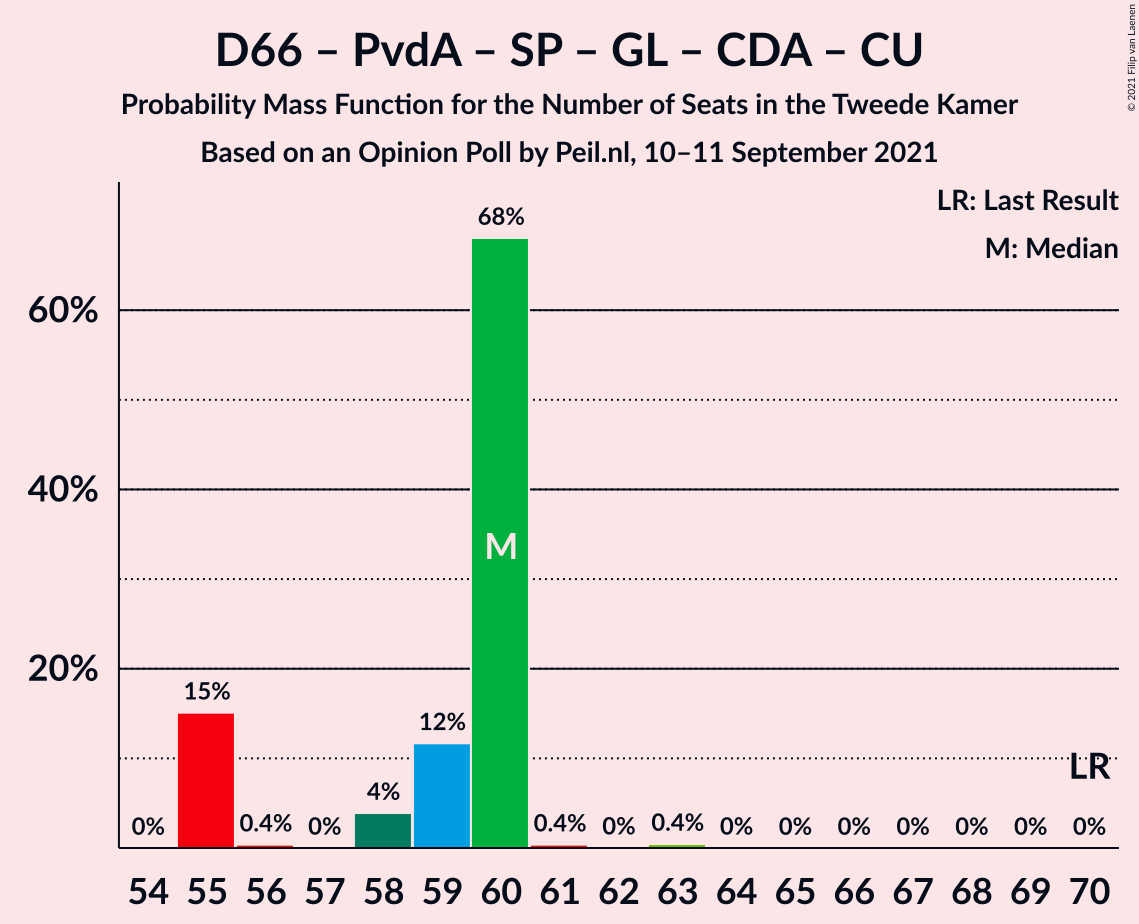 D66 – PvdA – SP – GL – CDA – CU
Probability Mass Function for the Number of Seats in the Tweede Kamer
Based on an Opinion Poll by Peil.nl, 10–11 September 2021
© 2021 Filip van Laenen
LR: Last Result
M: Median
68%
60%
40%
M
20%
15%
12%
LR
4%
0% 0.4% 0% 0.4% 0% 0.4% 0% 0% 0% 0% 0% 0% 0%
54 55 56 57 58 59 60 61 62 63 64 65 66 67 68 69 70